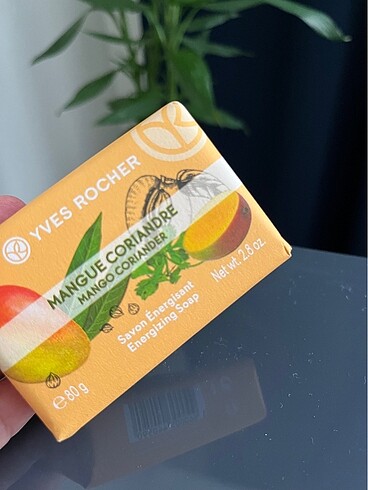 YVES ROCHER
MANGUE CORIANDRE
MANGO CORIANDER
Savon Énergisant
Energizing Soap
Net wt. 2.8 oz
℮ 80 g